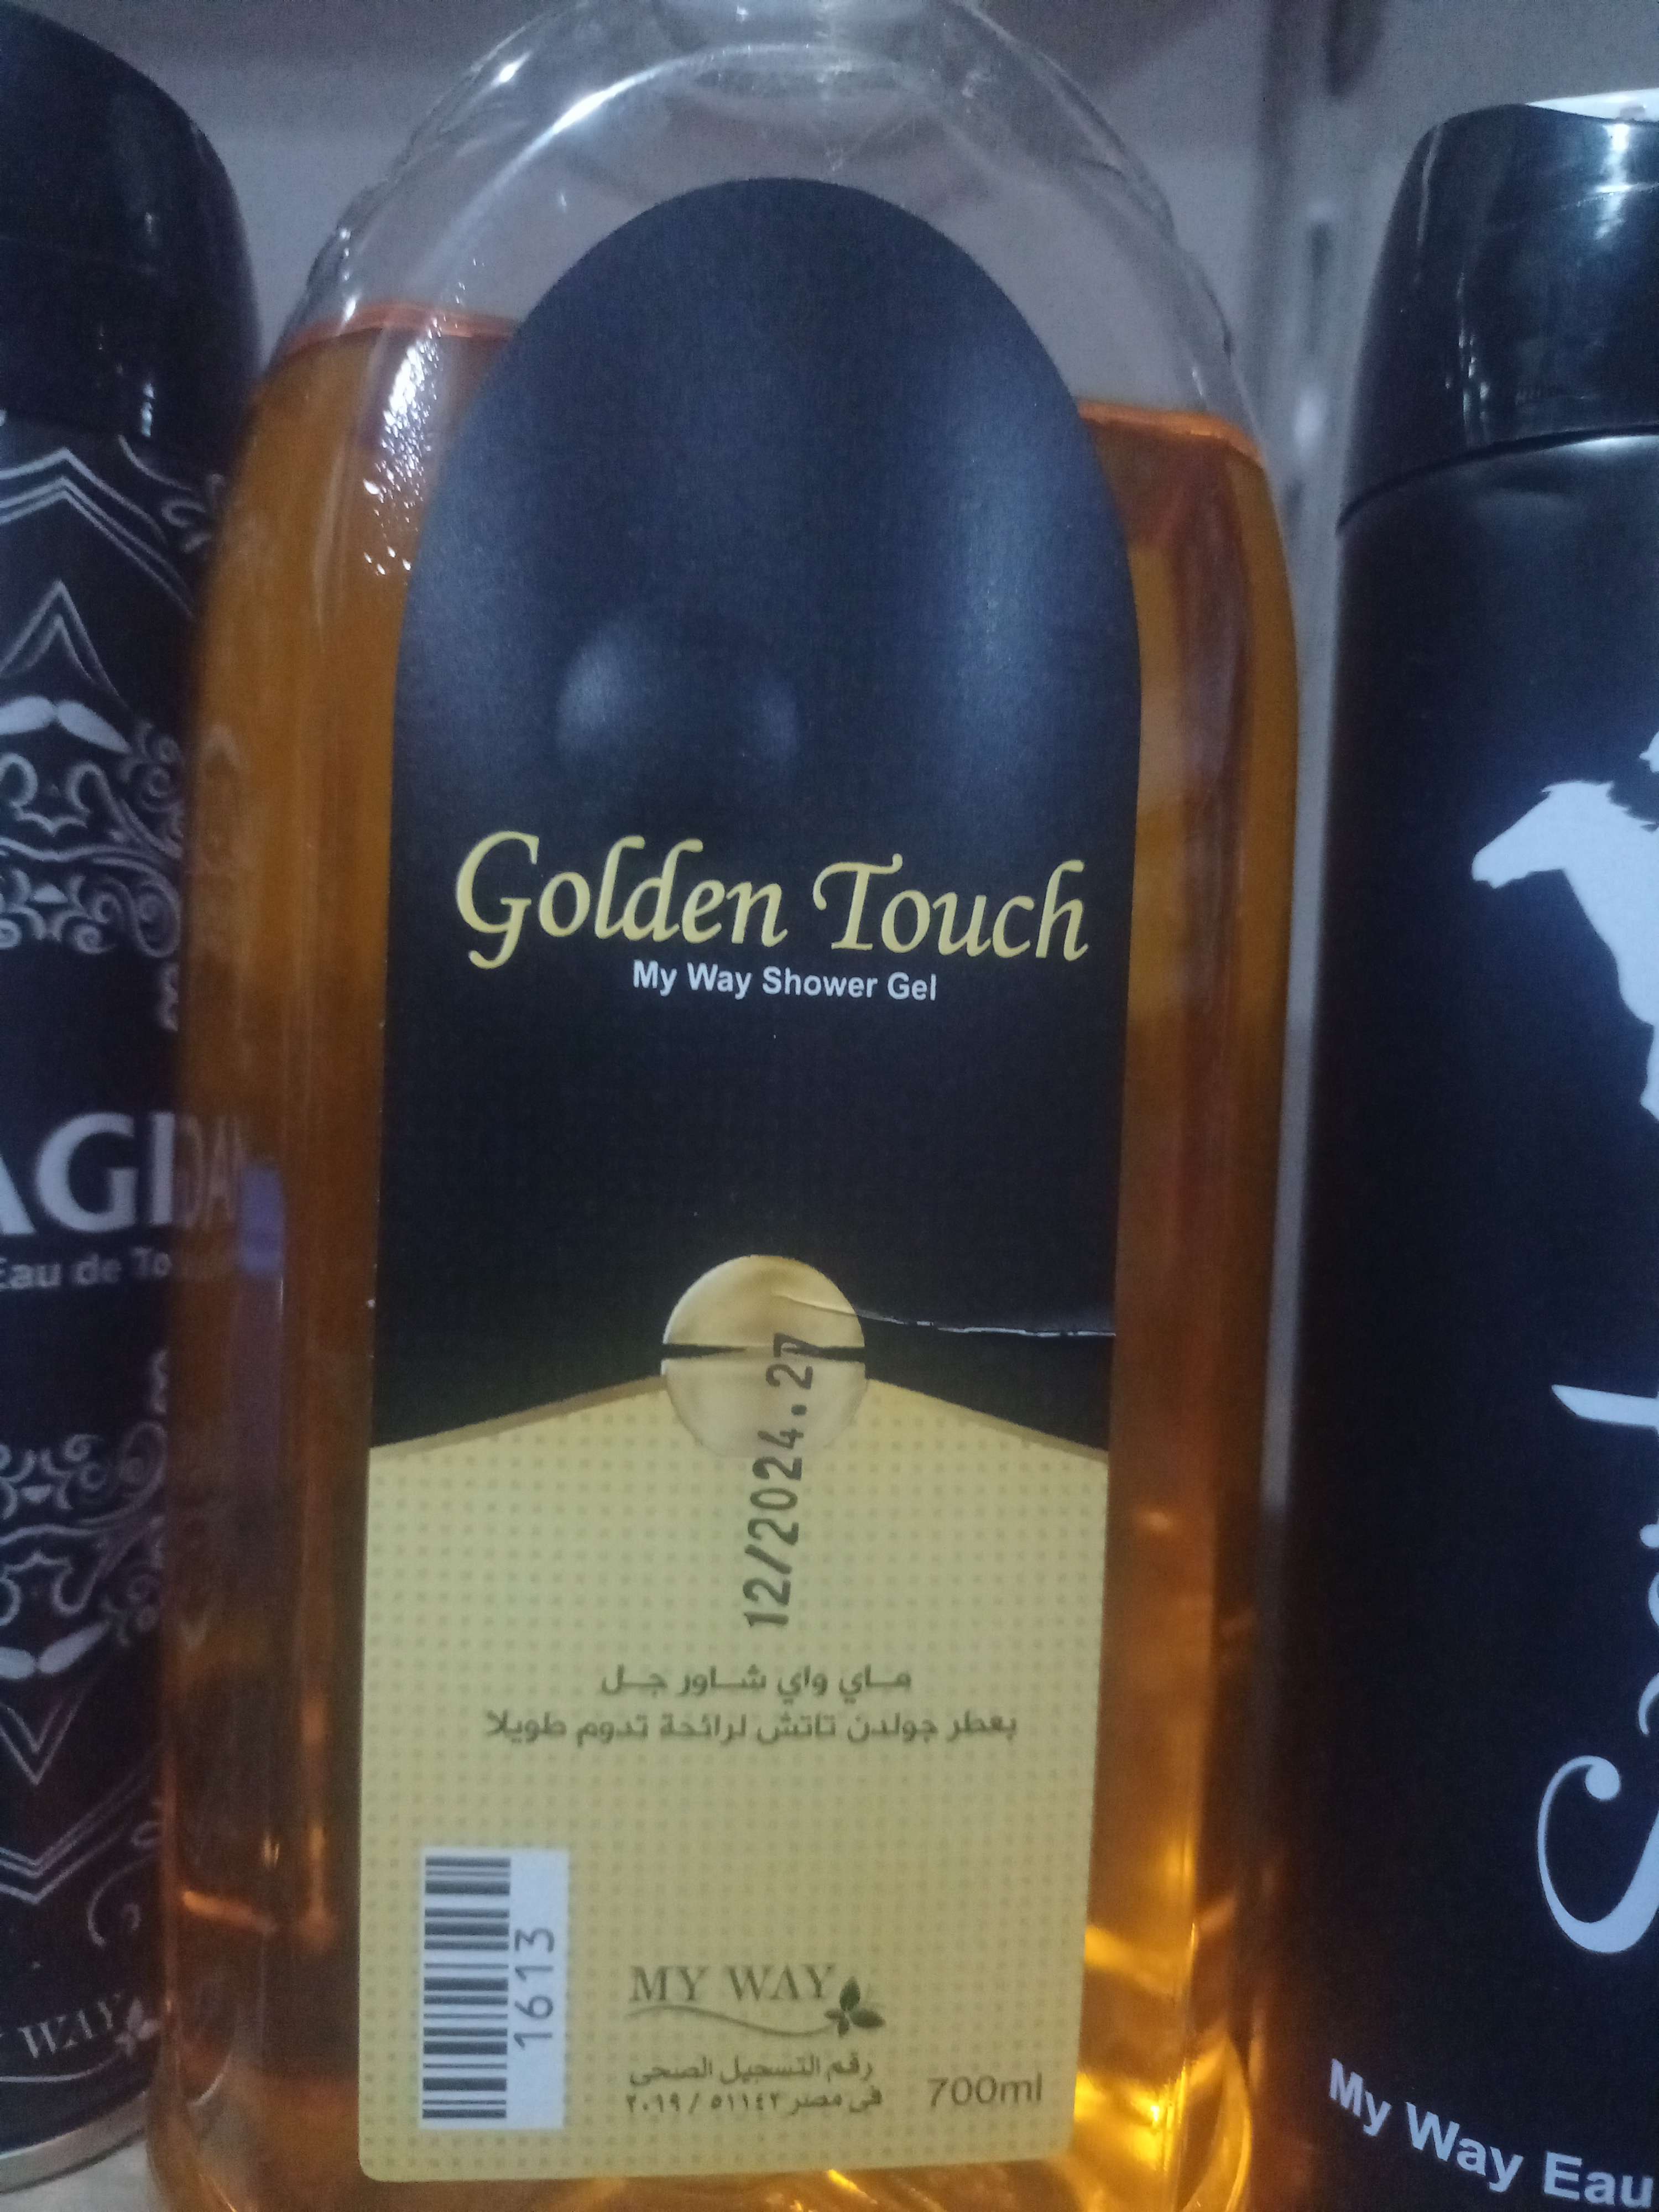 Golden Touch
My Way Shower Gel
12/2024.27
ماي واي شاور جل
بعطر جولدن تاتش لرائحة تدوم طويلا
1613
MY WAY
رقم التسجيل الصحى
فى مصر ٥١١٤٢ / ٢٠١٩
700ml
Eau de To
WAY
My Way Eau